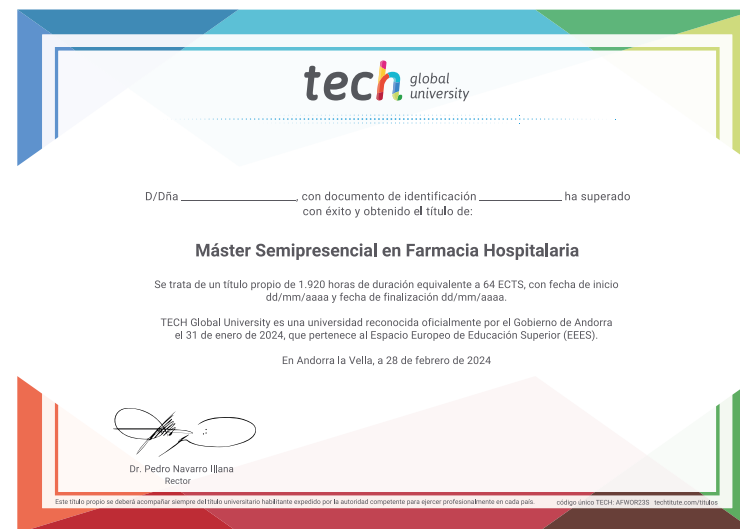 tech global university
D/Dña ______________, con documento de identificación ______________ ha superado
con éxito y obtenido el título de:
Máster Semipresencial en Farmacia Hospitalaria
Se trata de un título propio de 1.920 horas de duración equivalente a 64 ECTS, con fecha de inicio
dd/mm/aaaa y fecha de finalización dd/mm/aaaa.
TECH Global University es una universidad reconocida oficialmente por el Gobierno de Andorra
el 31 de enero de 2024, que pertenece al Espacio Europeo de Educación Superior (EEES).
En Andorra la Vella, a 28 de febrero de 2024
Dr. Pedro Navarro Illana
Rector
Este título propio se deberá acompañar siempre del título universitario habilitante expedido por la autoridad competente para ejercer profesionalmente en cada país. código único TECH: AFWOR23S techtitute.com/titulos